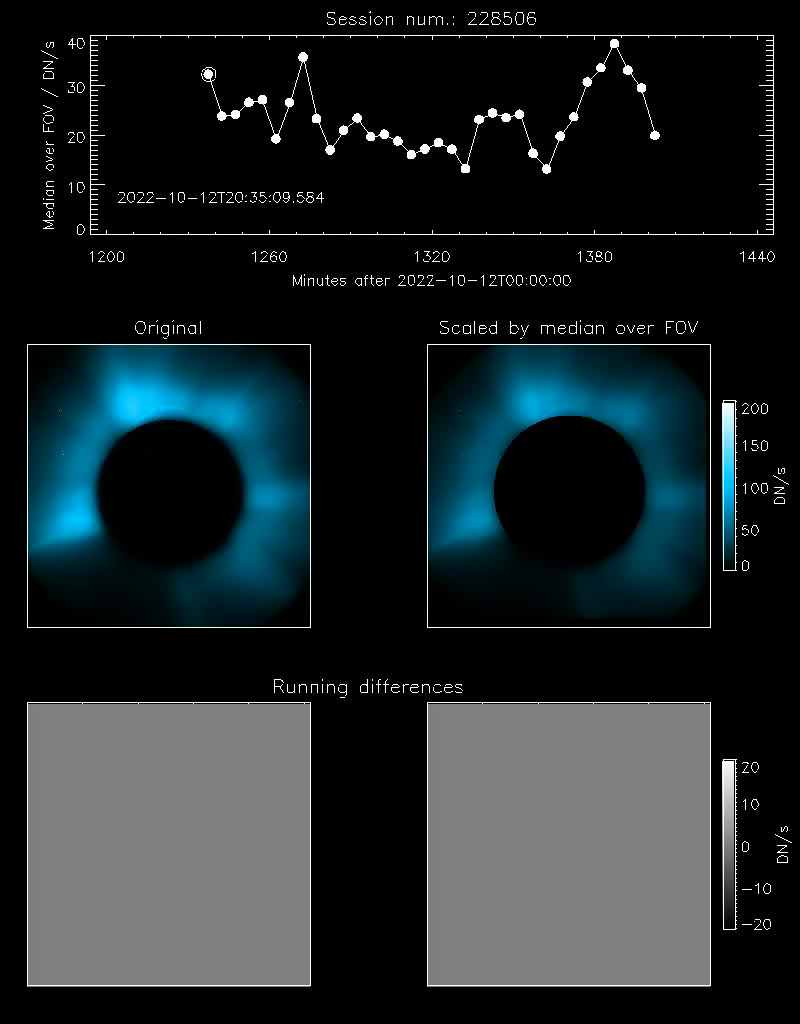 Session num.: 228506
Median over FOV / DN/s
40
30
20
10
0
2022-10-12T20:35:09.584
1200 1260 1320 1380 1440
Minutes after 2022-10-12T00:00:00
Original
Scaled by median over FOV
200
150
100
50
0
DN/s
Running differences
20
10
0
-10
-20
DN/s